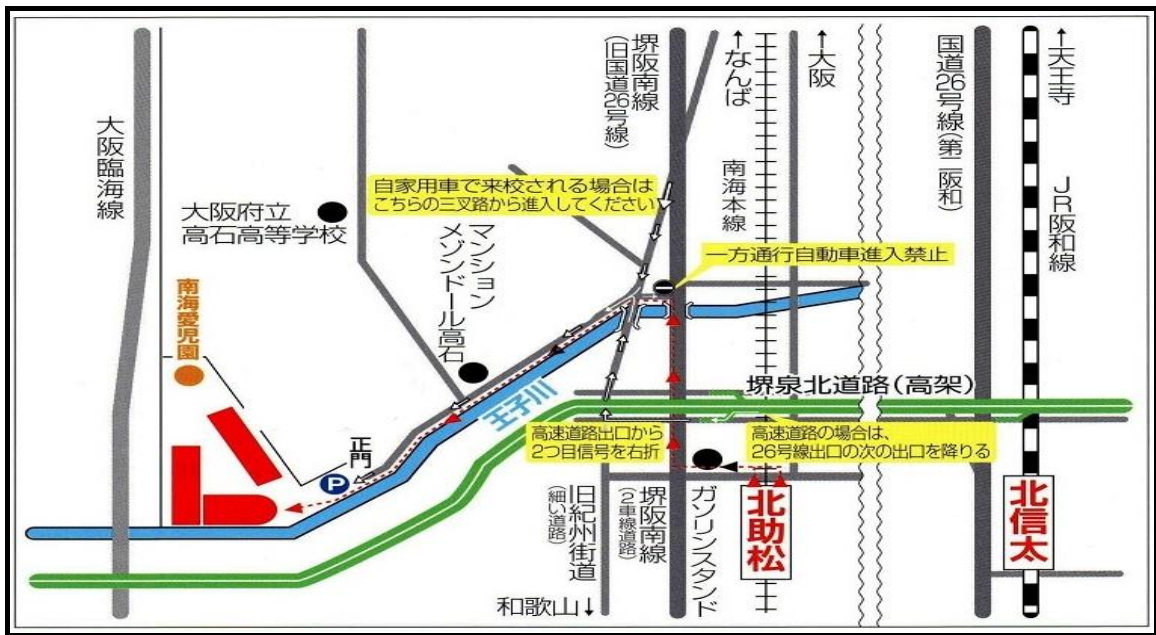 大阪臨海線
堺阪南線
(旧国道26号線)
↑なんば
南海本線
↑大阪
国道26号線(第二阪和)
↑天王寺
JR阪和線
自家用車で来校される場合は
こちらの三叉路から進入してください
大阪府立
高石高等学校
マンション
メゾンドール高石
一方通行自動車進入禁止
南海愛児園
王子川
堺泉北道路(高架)
高速道路出口から
2つ目信号を右折
高速道路の場合は、
26号線出口の次の出口を降りる
正門
P
旧紀州街道
(細い道路)
堺阪南線
(2車線道路)
ガソリンスタンド
北助松
北信太
和歌山↓